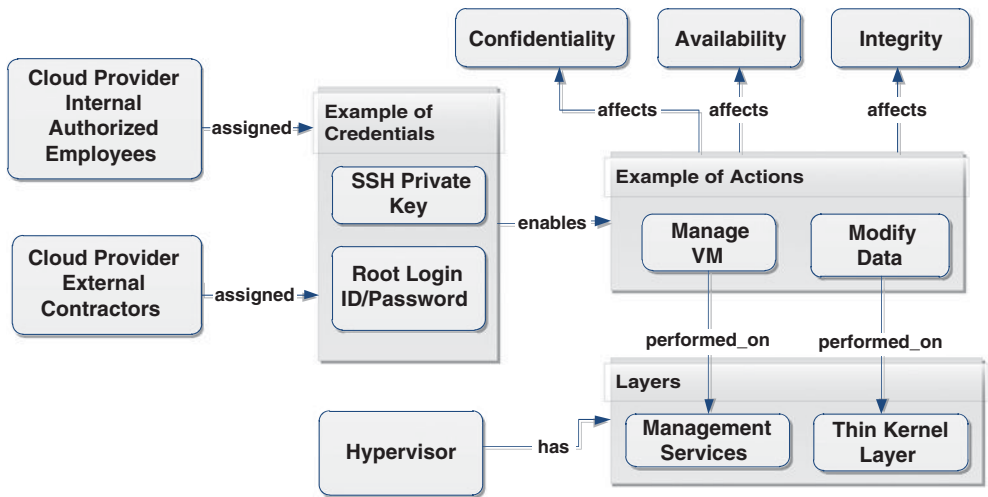 Confidentiality
Availability
Integrity
Cloud Provider
Internal
Authorized
Employees
assigned
Example of
Credentials
SSH Private
Key
Root Login
ID/Password
Cloud Provider
External
Contractors
assigned
enables
affects
affects
affects
Example of Actions
Manage
VM
Modify
Data
performed_on
performed_on
Layers
Management
Services
Thin Kernel
Layer
Hypervisor
has